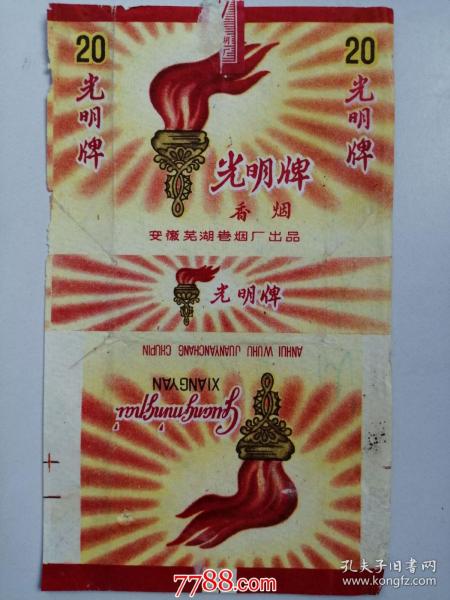 20
光明牌
20
光明牌
光明牌
香烟
安徽芜湖卷烟厂出品
光明牌
ANHUI WUHU JUANYANCHANG CHUPIN
XIANGYAN
Guangmingpai
7788.com
孔夫子旧书网
www.kongfz.com